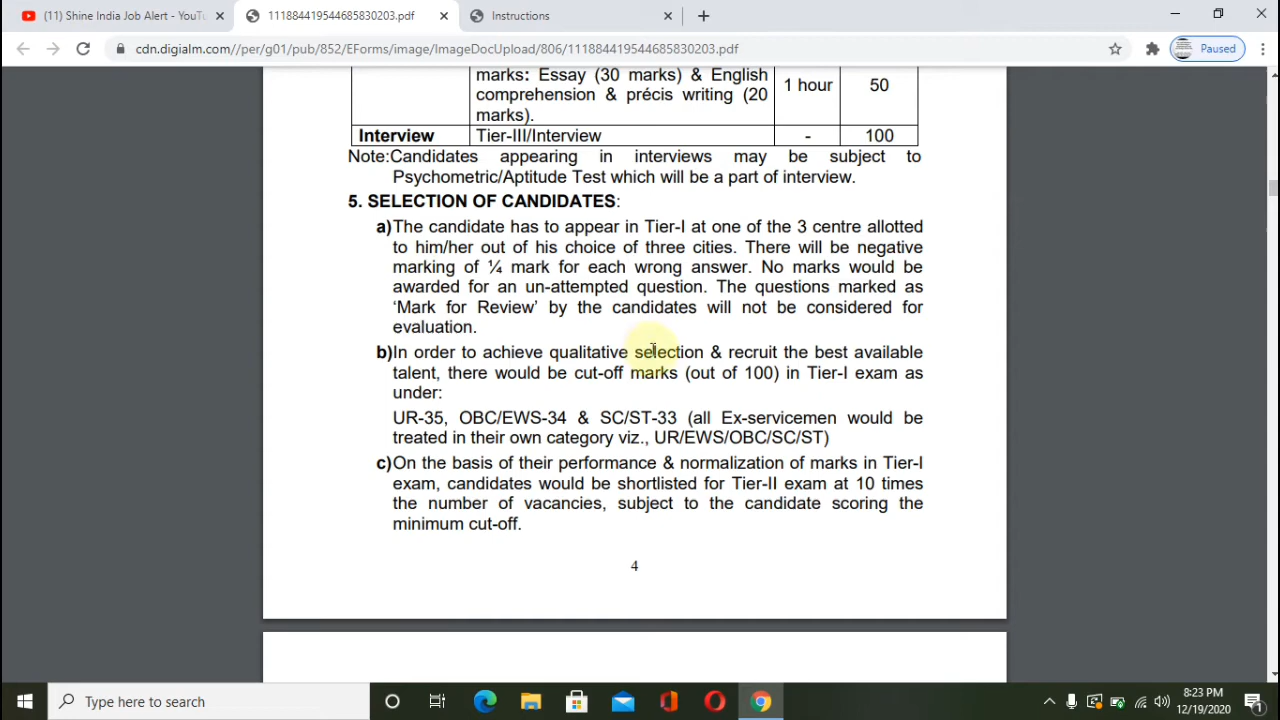 (11) Shine India Job Alert - YouTu
111884419544685830203.pdf
Instructions
cdn.digialm.com//per/g01/pub/852/EForms/image/ImageDocUpload/806/111884419544685830203.pdf
Paused
marks: Essay (30 marks) & English
comprehension & précis writing (20
marks).
1 hour
50
Interview
Tier-III/Interview
-
100
Note:Candidates appearing in interviews may be subject to
Psychometric/Aptitude Test which will be a part of interview.
5. SELECTION OF CANDIDATES:
a)The candidate has to appear in Tier-I at one of the 3 centre allotted
to him/her out of his choice of three cities. There will be negative
marking of ¼ mark for each wrong answer. No marks would be
awarded for an un-attempted question. The questions marked as
‘Mark for Review’ by the candidates will not be considered for
evaluation.
b)In order to achieve qualitative selection & recruit the best available
talent, there would be cut-off marks (out of 100) in Tier-I exam as
under:
UR-35, OBC/EWS-34 & SC/ST-33 (all Ex-servicemen would be
treated in their own category viz., UR/EWS/OBC/SC/ST)
c)On the basis of their performance & normalization of marks in Tier-I
exam, candidates would be shortlisted for Tier-II exam at 10 times
the number of vacancies, subject to the candidate scoring the
minimum cut-off.
4
Type here to search
8:23 PM
12/19/2020
1